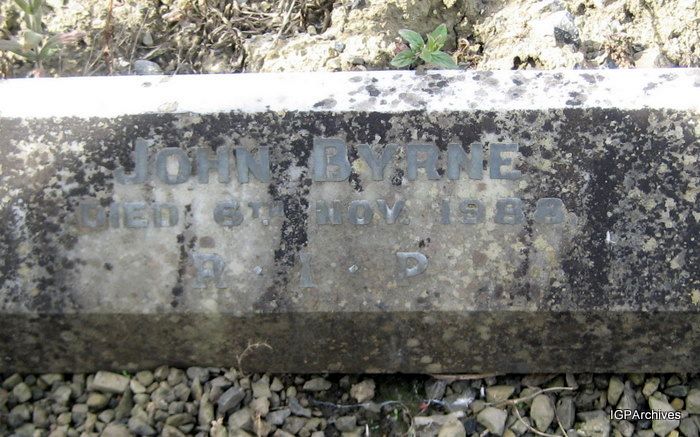 JOHN BYRNE
DIED 6TH NOV. 1988.
R · I · P
IGPArchives